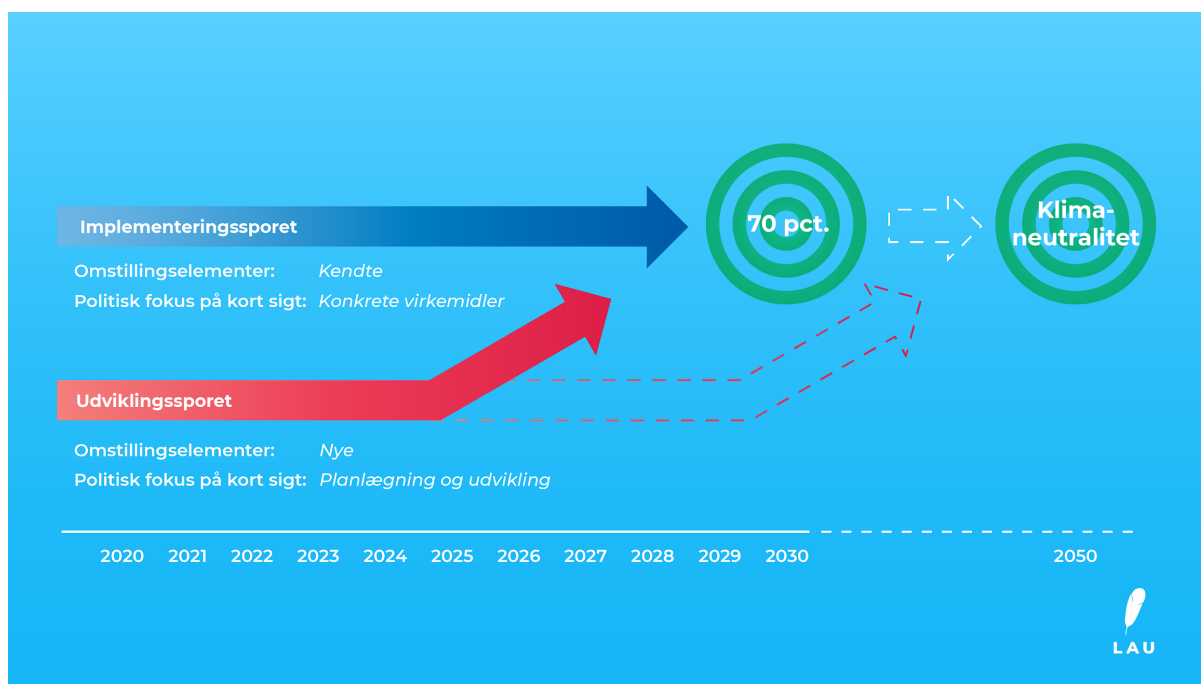 Implementeringssporet
70 pct.
Klima-
neutralitet
Omstillingselementer: Kendte
Politisk fokus på kort sigt: Konkrete virkemidler
Udviklingssporet
Omstillingselementer: Nye
Politisk fokus på kort sigt: Planlægning og udvikling
2020 2021 2022 2023 2024 2025 2026 2027 2028 2029 2030 2050
LAU